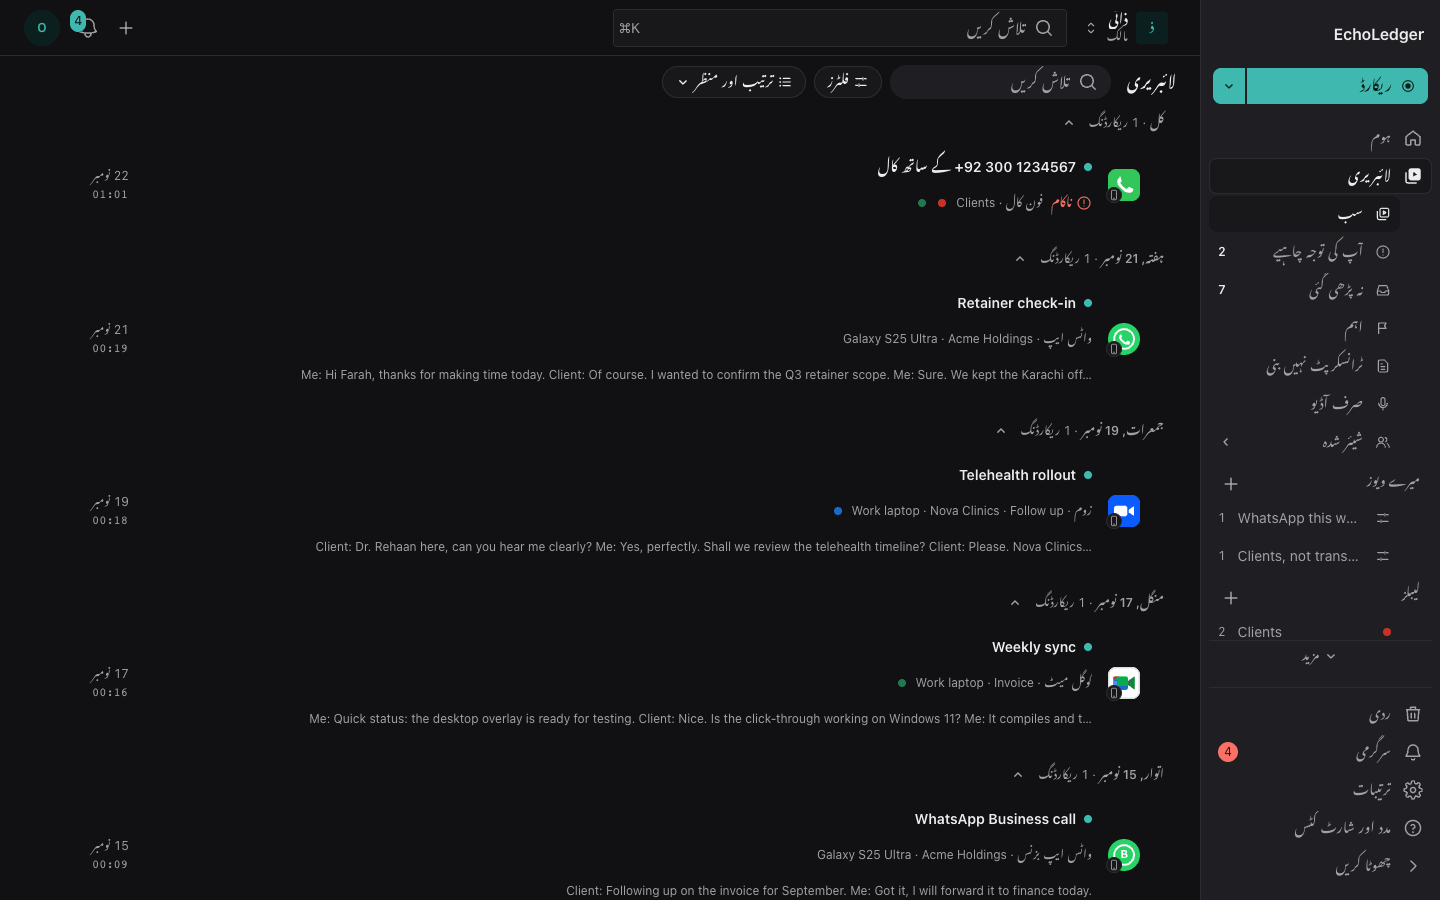 EchoLedger
ریکارڈ
ہوم
لائبریری
سب
آپ کی توجہ چاہیے 2
نہ پڑھی گئی 7
اہم
ٹرانسکرپٹ نہیں بنی
صرف آڈیو
شیئر شدہ
میرے ویوز
WhatsApp this w... 1
Clients, not trans... 1
لیبلز
Clients 2
مزید
ردی
سرگرمی 4
ترتیبات
مدد اور شارٹ کٹس
چھوٹا کریں
ذ
ذاتی
مالک
تلاش کریں ⌘K
4
O
لائبریری
تلاش کریں
فلٹرز
ترتیب اور منظر
کل · 1 ریکارڈنگ
+92 300 1234567 کے ساتھ کال
ناکام فون کال · Clients
22 نومبر
01:01
ہفتہ, 21 نومبر · 1 ریکارڈنگ
Retainer check-in
واٹس ایپ · Galaxy S25 Ultra · Acme Holdings
Me: Hi Farah, thanks for making time today. Client: Of course. I wanted to confirm the Q3 retainer scope. Me: Sure. We kept the Karachi off...
21 نومبر
00:19
جمعرات, 19 نومبر · 1 ریکارڈنگ
Telehealth rollout
زوم · Work laptop · Nova Clinics · Follow up
Client: Dr. Rehaan here, can you hear me clearly? Me: Yes, perfectly. Shall we review the telehealth timeline? Client: Please. Nova Clinics...
19 نومبر
00:18
منگل, 17 نومبر · 1 ریکارڈنگ
Weekly sync
گوگل میٹ · Work laptop · Invoice
Me: Quick status: the desktop overlay is ready for testing. Client: Nice. Is the click-through working on Windows 11? Me: It compiles and t...
17 نومبر
00:16
اتوار, 15 نومبر · 1 ریکارڈنگ
WhatsApp Business call
واٹس ایپ بزنس · Galaxy S25 Ultra · Acme Holdings
Client: Following up on the invoice for September. Me: Got it, I will forward it to finance today.
15 نومبر
00:09